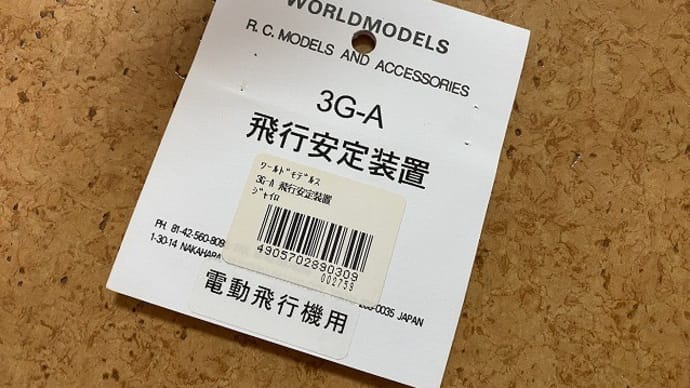 WORLDMODELS
R.C. MODELS AND ACCESSORIES
3G-A
飛行安定装置
ワールドモデルス
3G-A 飛行安定装置
ジャイロ
4905702890309
002759
PH 81-42-560-808
1-30-14 NAKAHARA
-0035 JAPAN
電動飛行機用